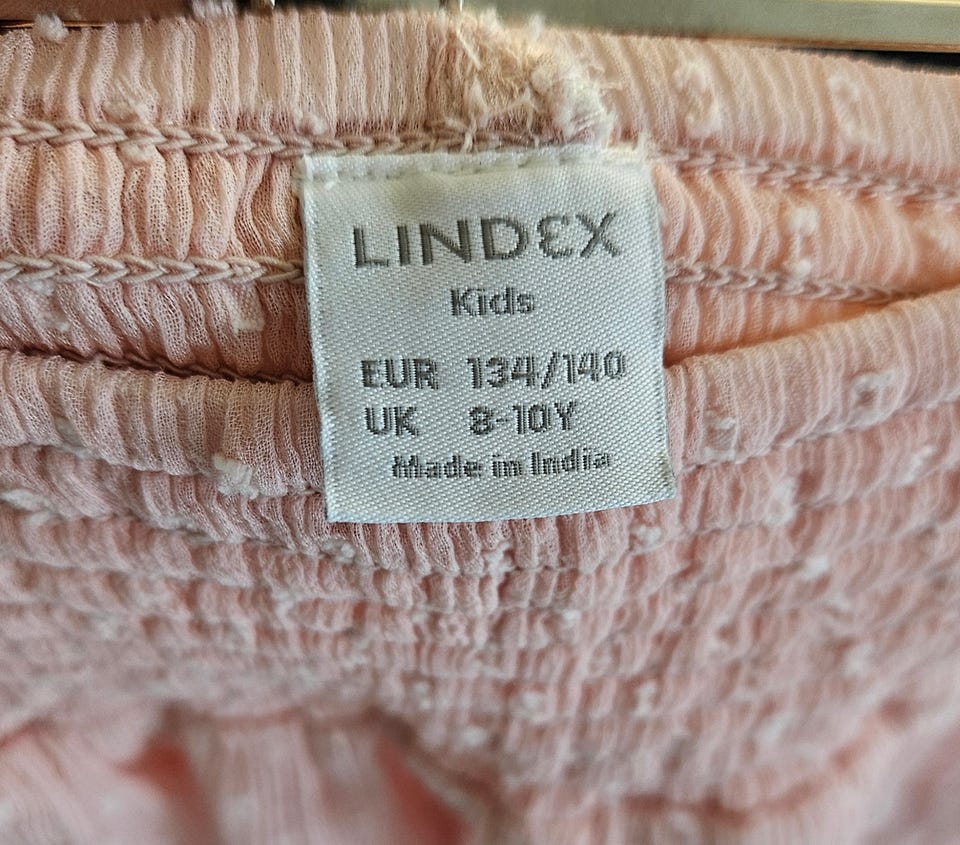 LINDEX
Kids
EUR 134/140
UK 8-10Y
Made in India